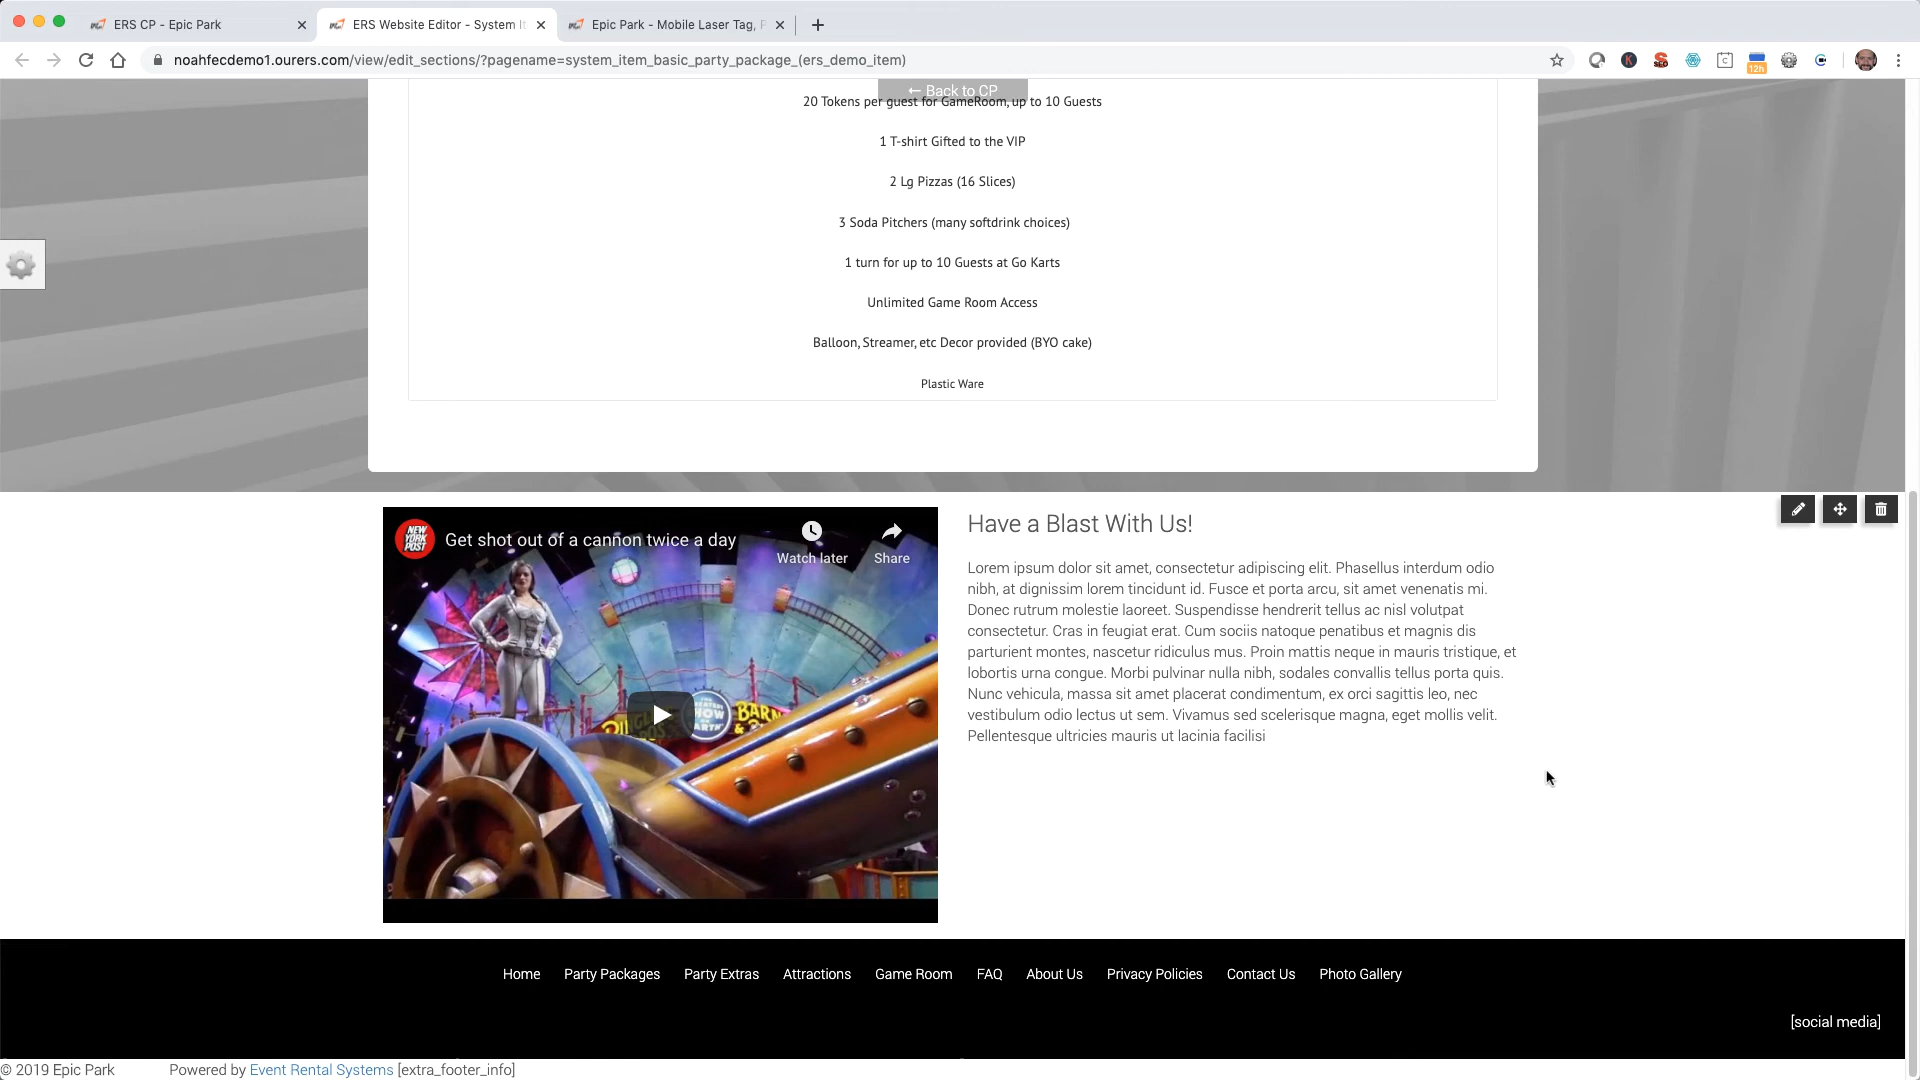 ERS CP - Epic Park
ERS Website Editor - System It
Epic Park - Mobile Laser Tag, P
noahfecdemo1.ourers.com/view/edit_sections/?pagename=system_item_basic_party_package_(ers_demo_item)
K
SEO
C
12h
← Back to CP
20 Tokens per guest for GameRoom, up to 10 Guests
1 T-shirt Gifted to the VIP
2 Lg Pizzas (16 Slices)
3 Soda Pitchers (many softdrink choices)
1 turn for up to 10 Guests at Go Karts
Unlimited Game Room Access
Balloon, Streamer, etc Decor provided (BYO cake)
Plastic Ware
NEW YORK POST
Get shot out of a cannon twice a day
Watch later
Share
Have a Blast With Us!
Lorem ipsum dolor sit amet, consectetur adipiscing elit. Phasellus interdum odio
nibh, at dignissim lorem tincidunt id. Fusce et porta arcu, sit amet venenatis mi.
Donec rutrum molestie laoreet. Suspendisse hendrerit tellus ac nisl volutpat
consectetur. Cras in feugiat erat. Cum sociis natoque penatibus et magnis dis
parturient montes, nascetur ridiculus mus. Proin mattis neque in mauris tristique, et
lobortis urna congue. Morbi pulvinar nulla nibh, sodales convallis tellus porta quis.
Nunc vehicula, massa sit amet placerat condimentum, ex orci sagittis leo, nec
vestibulum odio lectus ut sem. Vivamus sed scelerisque magna, eget mollis velit.
Pellentesque ultricies mauris ut lacinia facilisi
Home Party Packages Party Extras Attractions Game Room FAQ About Us Privacy Policies Contact Us Photo Gallery
[social media]
© 2019 Epic Park Powered by Event Rental Systems [extra_footer_info]